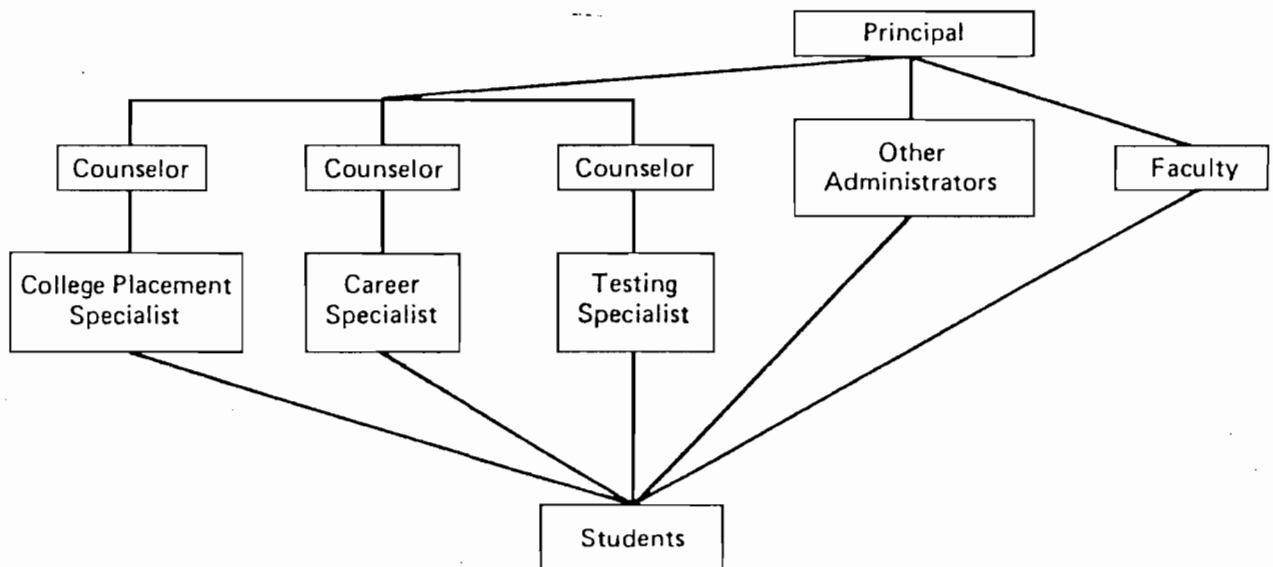 Principal
Counselor
Counselor
Counselor
Other
Administrators
Faculty
College Placement
Specialist
Career
Specialist
Testing
Specialist
Students